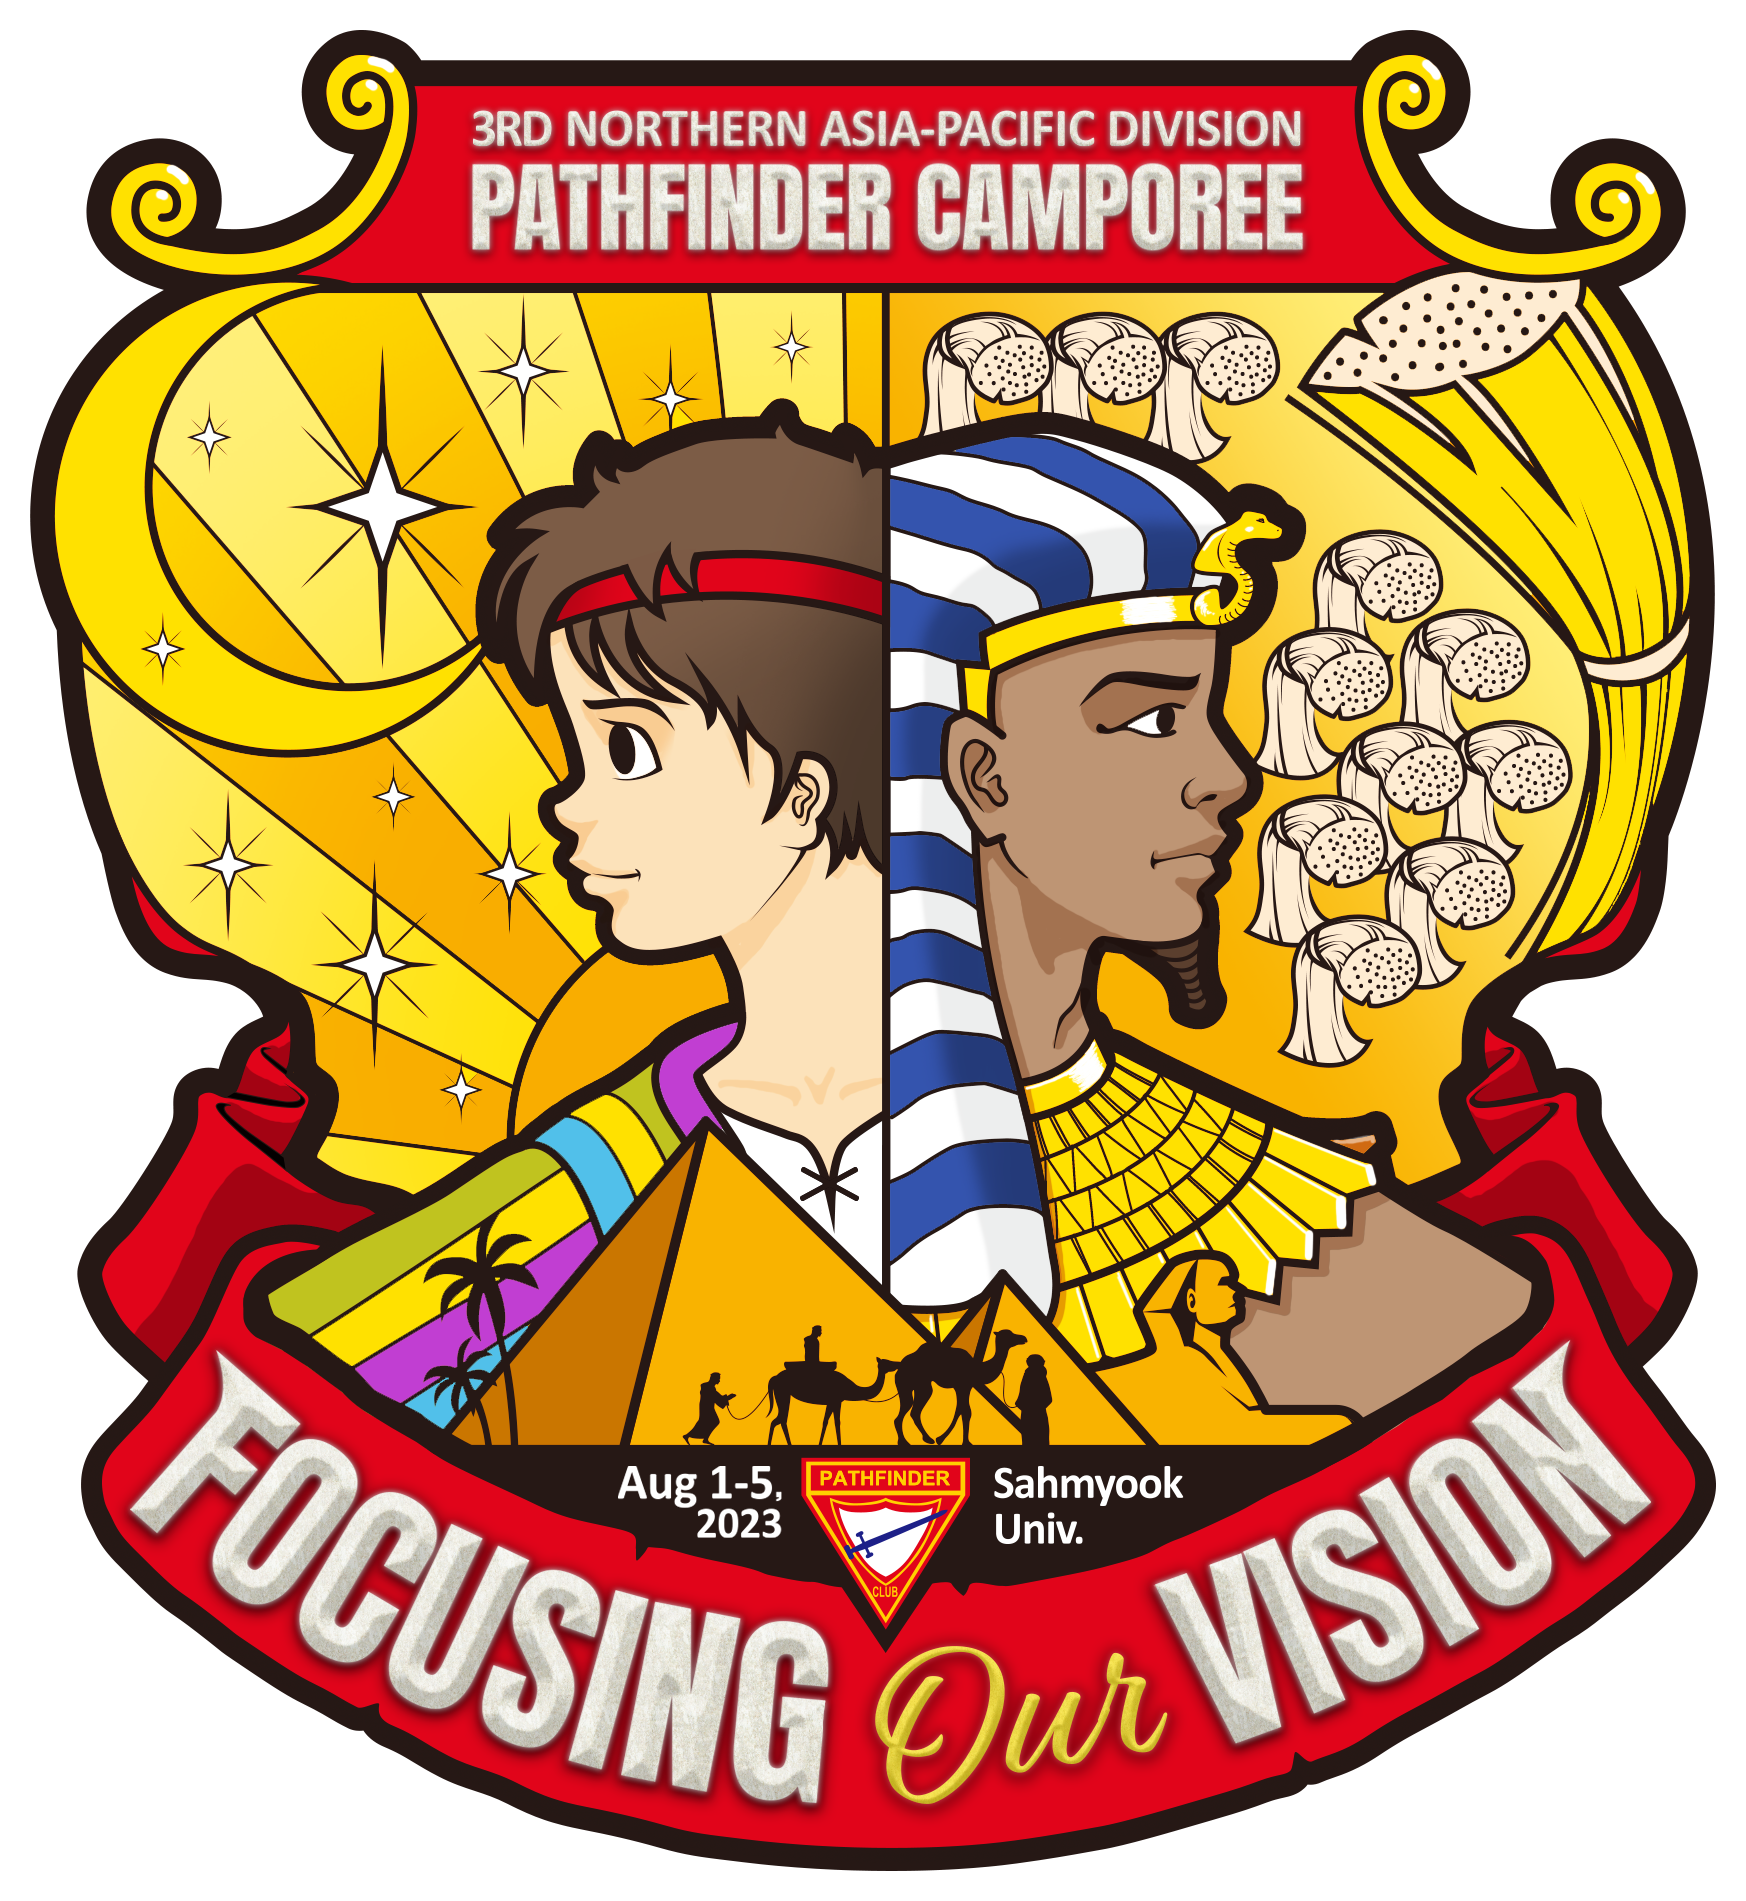 3RD NORTHERN ASIA-PACIFIC DIVISION
PATHFINDER CAMPOREE
Aug 1-5,
2023
PATHFINDER
CLUB
Sahmyook
Univ.
FOCUSING Our VISION